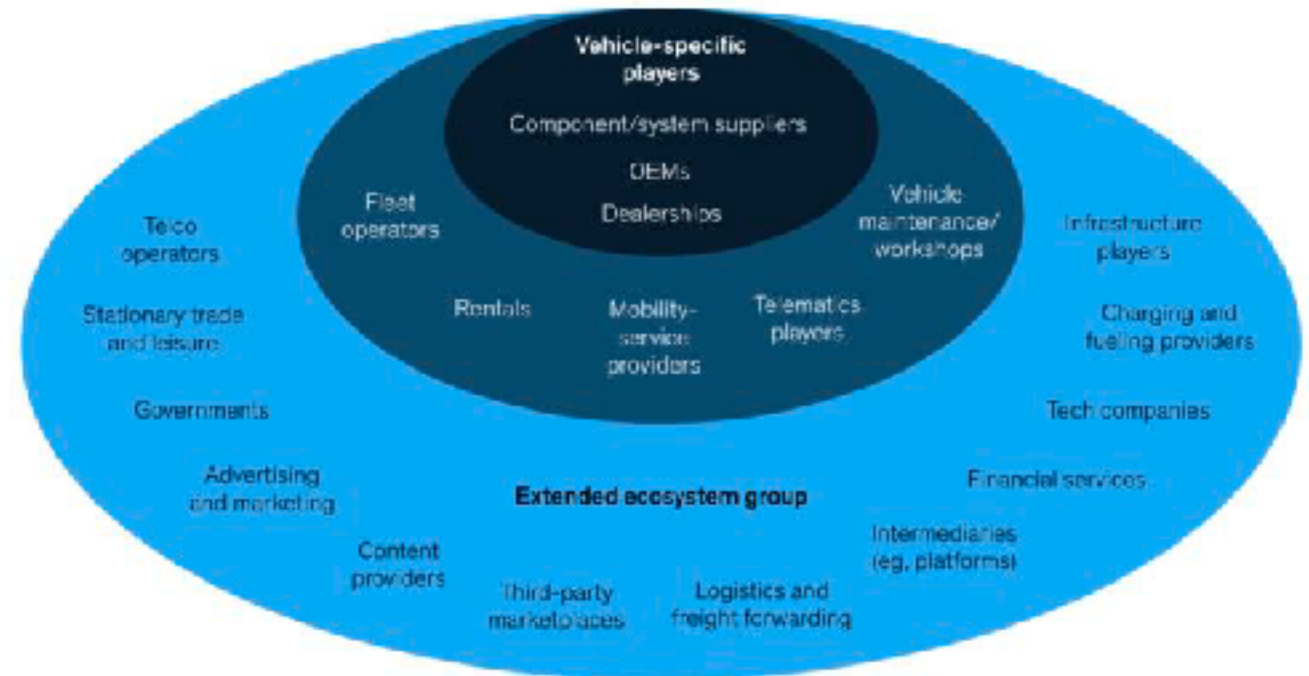 Vehicle-specific
players
Component/system suppliers
OEMs
Dealerships
Fleet
operators
Vehicle
maintenance/
workshops
Rentals
Mobility-
service
providers
Telematics
players
Telco
operators
Infrastructure
players
Stationary trade
and leisure
Charging and
fueling providers
Governments
Tech companies
Advertising
and marketing
Extended ecosystem group
Financial services
Content
providers
Intermediaries
(eg, platforms)
Third-party
marketplaces
Logistics and
freight forwarding